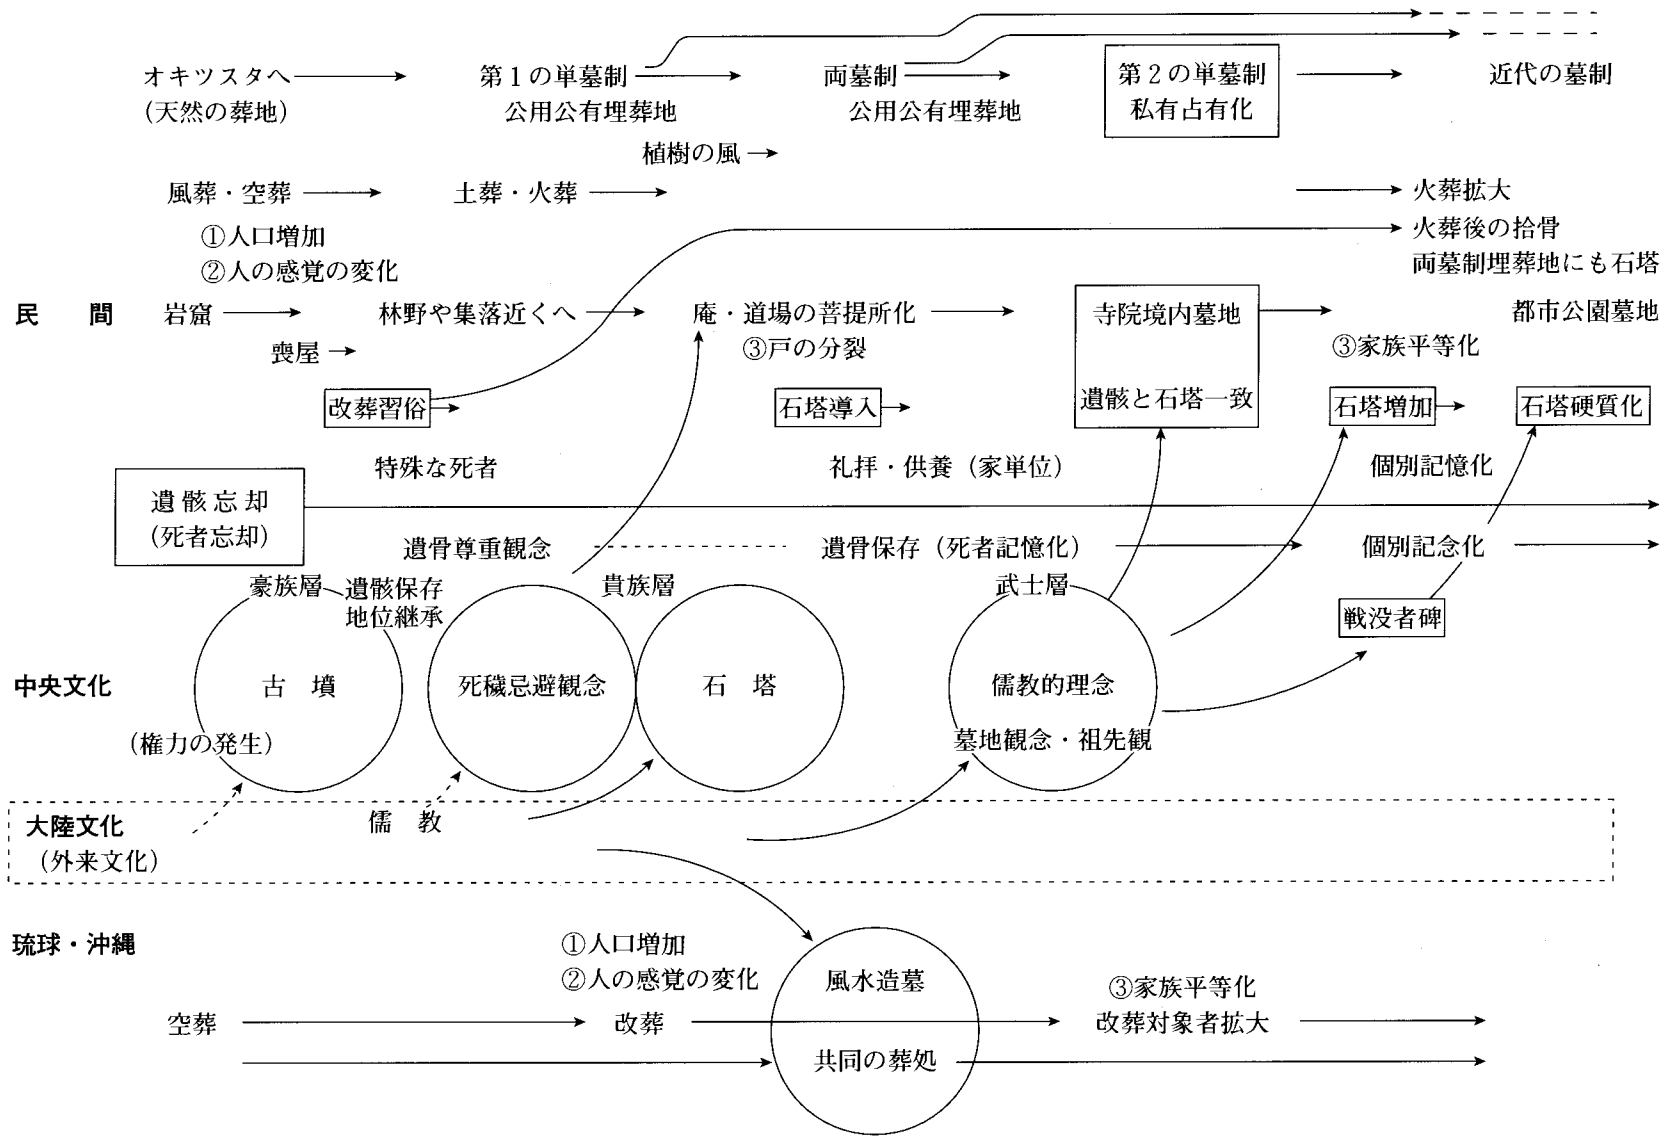 オキツスタヘ
(天然の葬地)
第1の単墓制
公用公有埋葬地
両墓制
公用公有埋葬地
第2の単墓制
私有占有化
近代の墓制
植樹の風
風葬・空葬
土葬・火葬
火葬拡大
①人口増加
②人の感覚の変化
火葬後の拾骨
両墓制埋葬地にも石塔
民 間
岩窟
林野や集落近くへ
庵・道場の菩提所化
③戸の分裂
寺院境内墓地
遺骸と石塔一致
都市公園墓地
喪屋
③家族平等化
改葬習俗
石塔導入
石塔増加
石塔硬質化
特殊な死者
礼拝・供養(家単位)
個別記憶化
遺骸忘却
(死者忘却)
遺骨尊重観念
遺骨保存(死者記憶化)
個別記念化
豪族層
遺骸保存
地位継承
貴族層
武士層
戦没者碑
中央文化
古 墳
死穢忌避観念
石 塔
儒教的理念
(権力の発生)
墓地観念・祖先観
大陸文化
(外来文化)
儒 教
琉球・沖縄
①人口増加
②人の感覚の変化
風水造墓
③家族平等化
空葬
改葬
改葬対象者拡大
共同の葬処